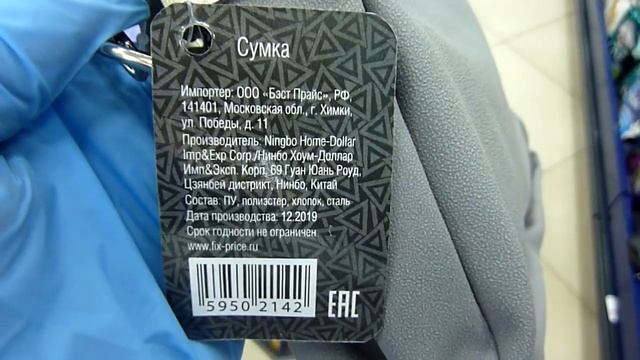 Сумка
Импортер: ООО «Бэст Прайс», РФ,
141401, Московская обл., г. Химки,
ул. Победы, д. 11
Производитель: Ningbo Home-Dollar
Imp&Exp Corp./Нинбо Хоум-Доллар
Имп&Эксп. Корп. 69 Гуан Юань Роуд,
Цзянбей дистрикт, Нинбо, Китай
Состав: ПУ, полиэстер, хлопок, сталь
Дата производства: 12.2019
Срок годности не ограничен
www.fix-price.ru
5950 2142
EAC